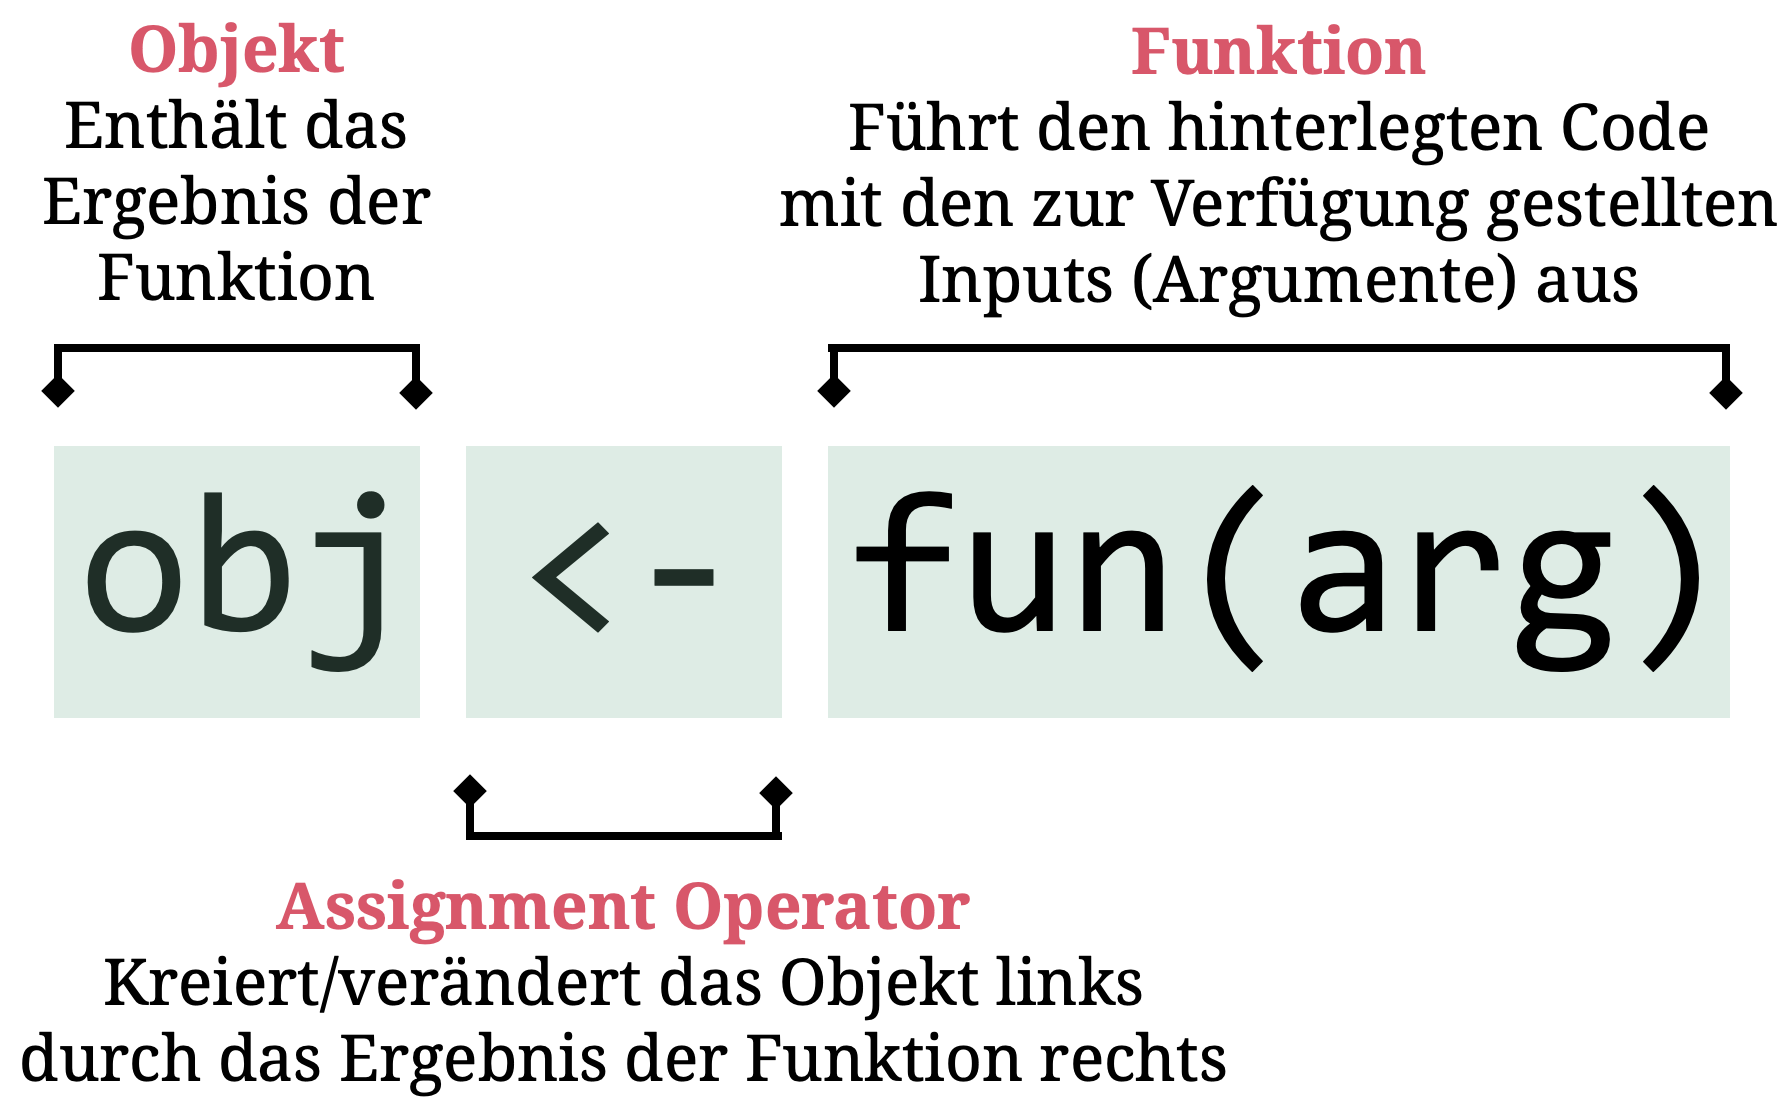 Objekt
Enthält das
Ergebnis der
Funktion
Funktion
Führt den hinterlegten Code
mit den zur Verfügung gestellten
Inputs (Argumente) aus
obj <- fun(arg)
Assignment Operator
Kreiert/verändert das Objekt links
durch das Ergebnis der Funktion rechts